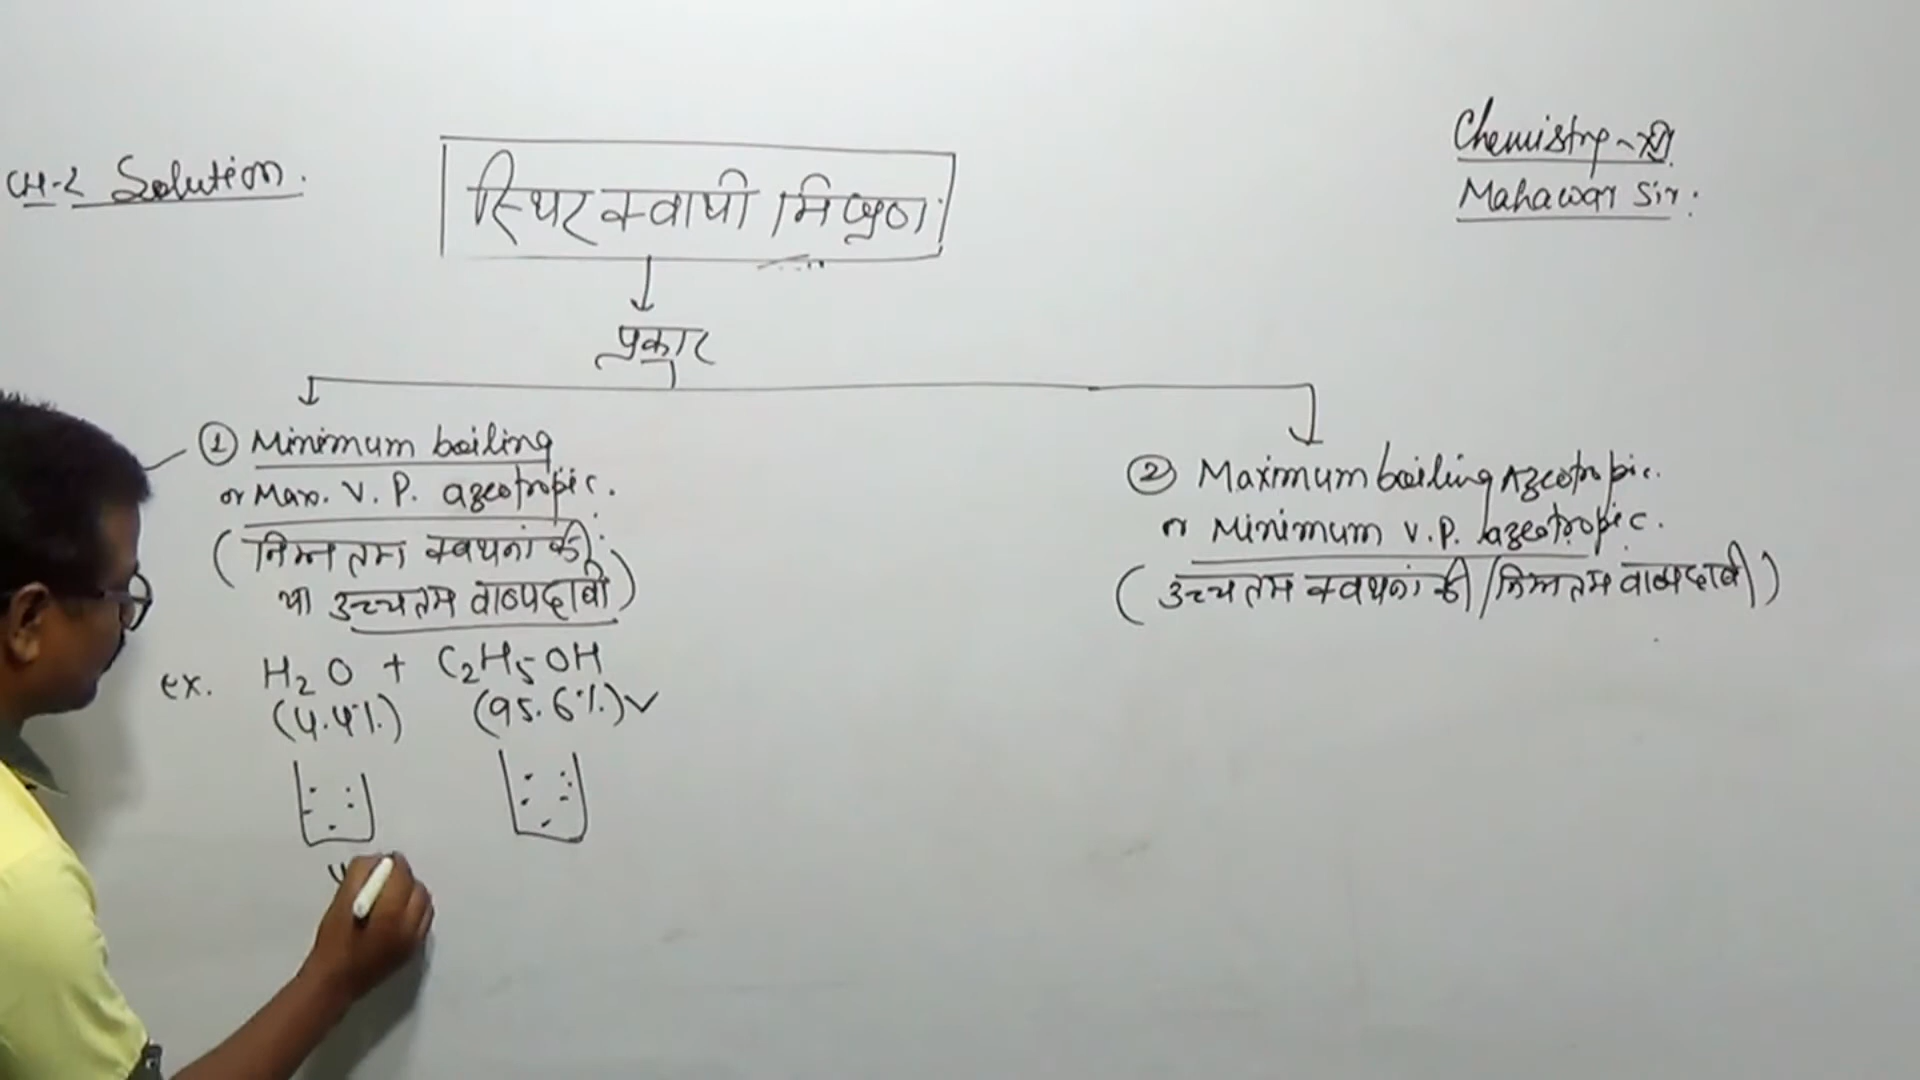 CH-2 Solution.
स्थिर क्वाथी मिश्रण
Chemistry - XII
Mahawar Sir.
प्रकार
① Minimum boiling
or Max. V. P. azeotropic.
(निम्नतम क्वथनांकी
या उच्चतम वाष्पदाबी)
ex. H2O + C2H5OH
(4.4%) (95.6%) ✓
② Maximum boiling Azeotropic.
or Minimum V.P. azeotropic.
(उच्चतम क्वथनांकी/निम्नतम वाष्पदाबी)